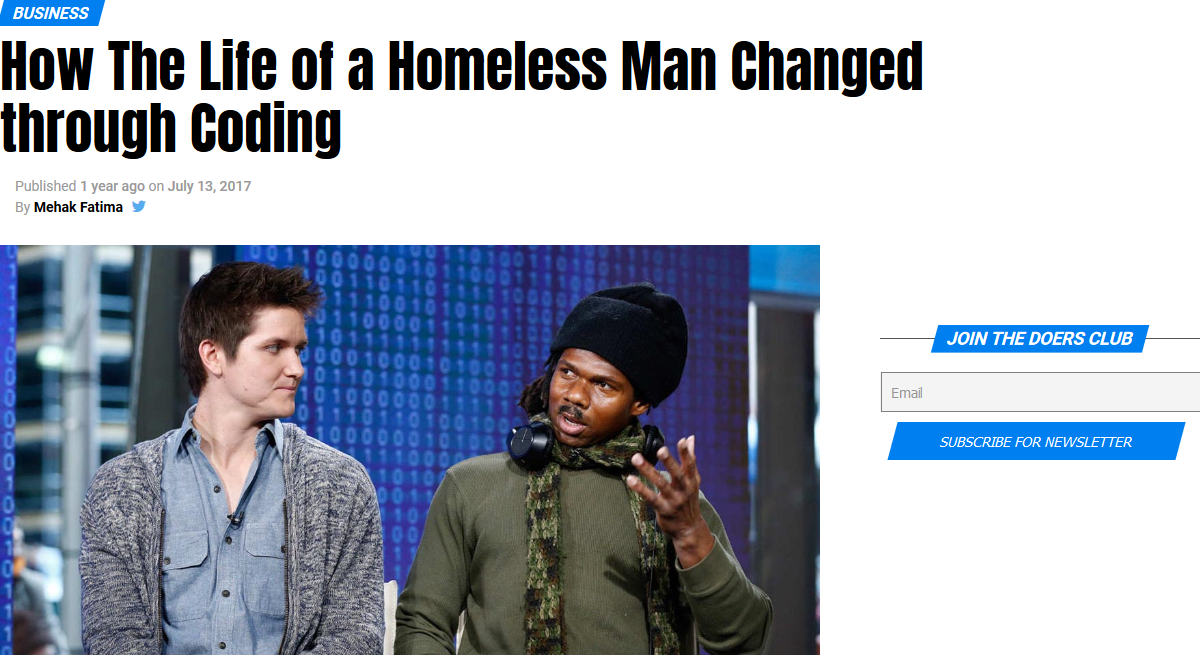 BUSINESS
How The Life of a Homeless Man Changed
through Coding
Published 1 year ago on July 13, 2017
By Mehak Fatima
JOIN THE DOERS CLUB
Email
SUBSCRIBE FOR NEWSLETTER